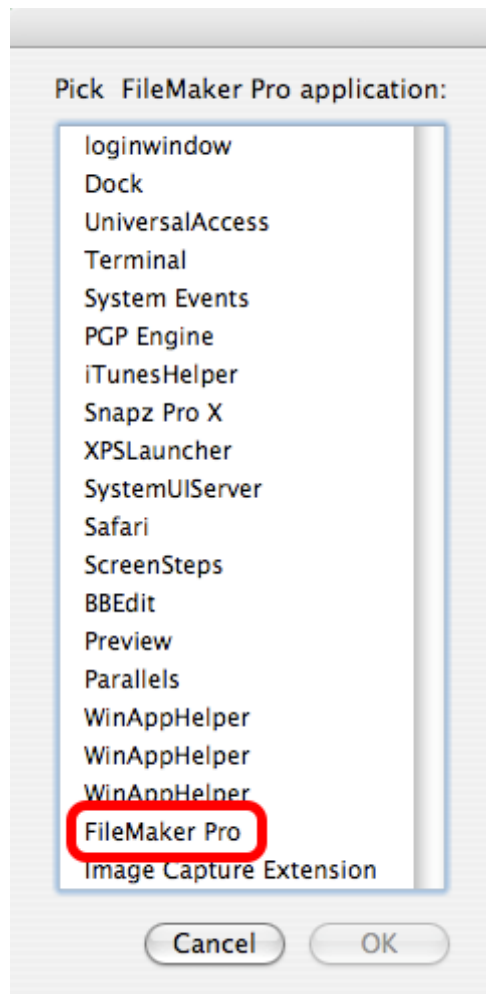 Pick  FileMaker Pro application:
loginwindow
Dock
UniversalAccess
Terminal
System Events
PGP Engine
iTunesHelper
Snapz Pro X
XPSLauncher
SystemUIServer
Safari
ScreenSteps
BBEdit
Preview
Parallels
WinAppHelper
WinAppHelper
WinAppHelper
FileMaker Pro
Image Capture Extension
Cancel OK